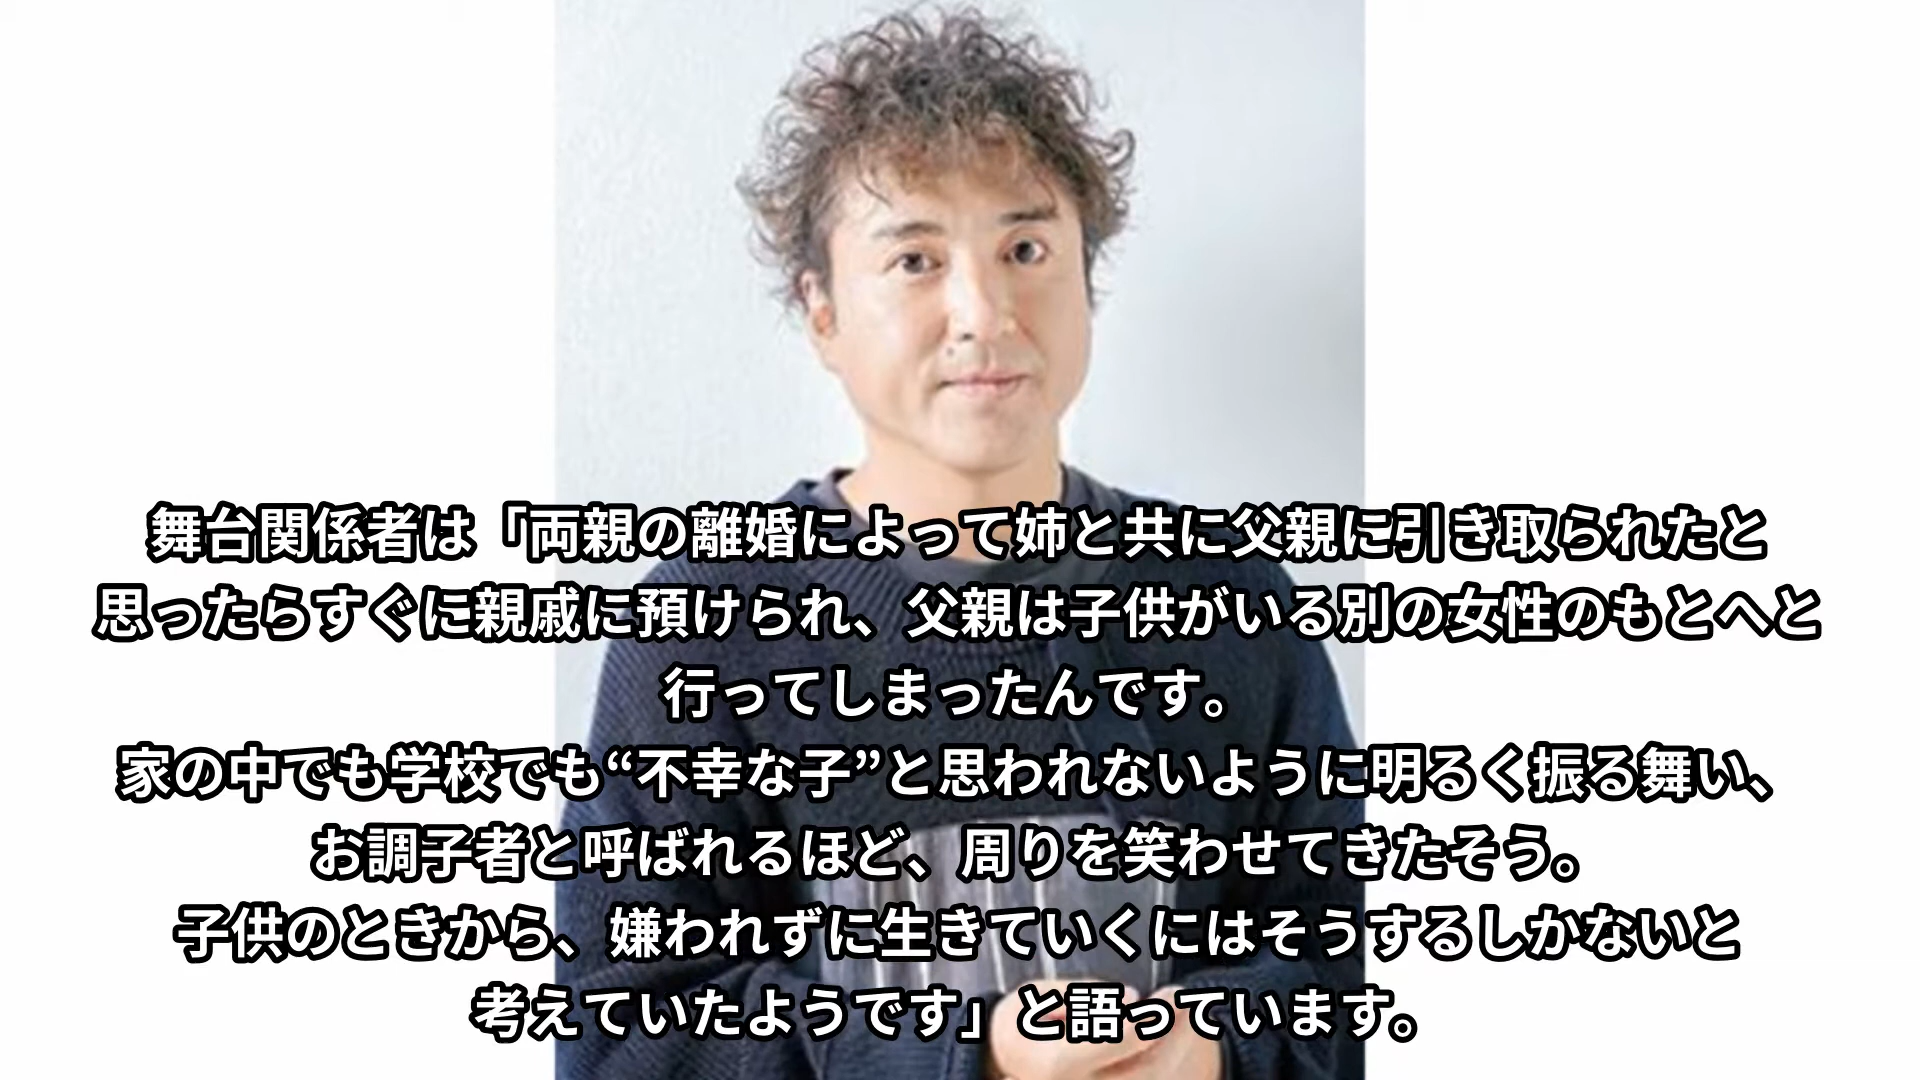 舞台関係者は「両親の離婚によって姉と共に父親に引き取られたと
思ったらすぐに親戚に預けられ、父親は子供がいる別の女性のもとへと
行ってしまったんです。
家の中でも学校でも“不幸な子”と思われないように明るく振る舞い、
お調子者と呼ばれるほど、周りを笑わせてきたそう。
子供のときから、嫌われずに生きていくにはそうするしかないと
考えていたようです」と語っています。